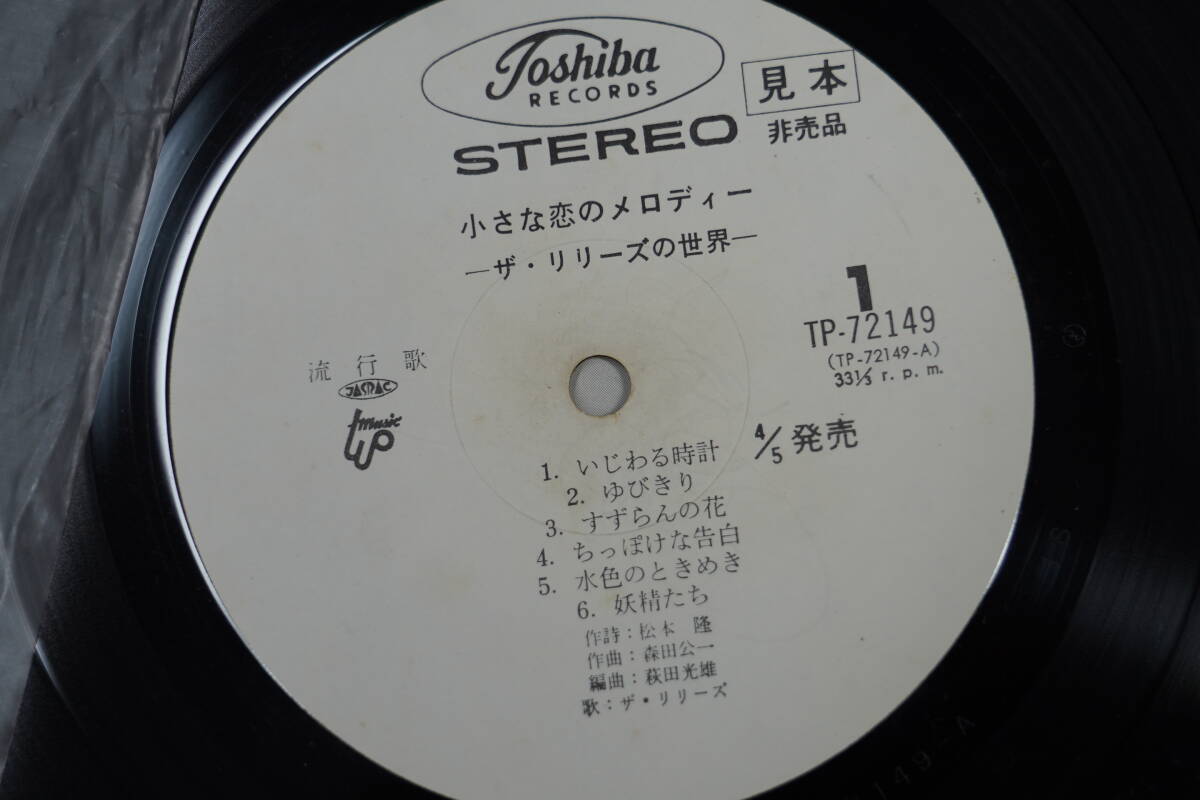 Toshiba
RECORDS
見本
非売品
STEREO
小さな恋のメロディー
—ザ・リリーズの世界—
1
TP-72149
(TP-72149-A)
33 1/3 r. p. m.
流行歌
JASRAC
music
4/5 発売
1. いじわる時計
2. ゆびきり
3. すずらんの花
4. ちっぽけな告白
5. 水色のときめき
6. 妖精たち
作詩：松本 隆
作曲：森田公一
編曲：萩田光雄
歌：ザ・リリーズ
149-A